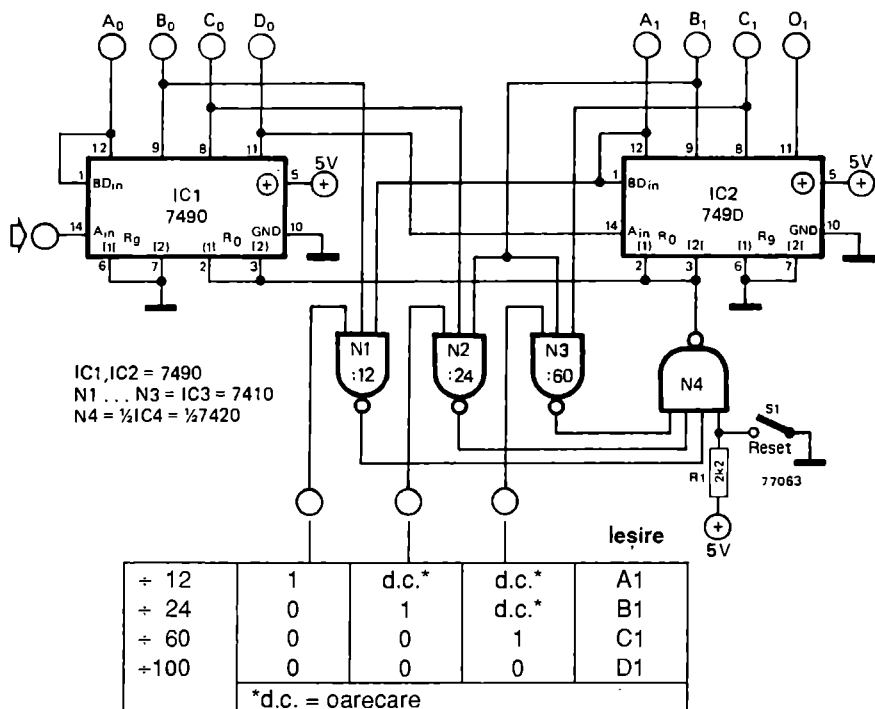 A0 B0 C0 D0 A1 B1 C1 O1
12 9 8 11 12 9 8 11
1 BDin IC1 7490 5 5V
14 Ain R9 R0 GND 10
[1] [2] (1) [2]
6 7 2 3
1 BDin IC2 749D 5 5V
14 Ain R0 R9 GND 10
[1] [2] [1] [2]
2 3 6 7
N1 :12
N2 :24
N3 :60
N4
IC1,IC2 = 7490
N1 ... N3 = IC3 = 7410
N4 = ½IC4 = ½7420
S1
Reset
R1 2k2
77063
5V
Ieșire
÷ 12 1 d.c.* d.c.* A1
÷ 24 0 1 d.c.* B1
÷ 60 0 0 1 C1
÷100 0 0 0 D1
*d.c. = oarecare